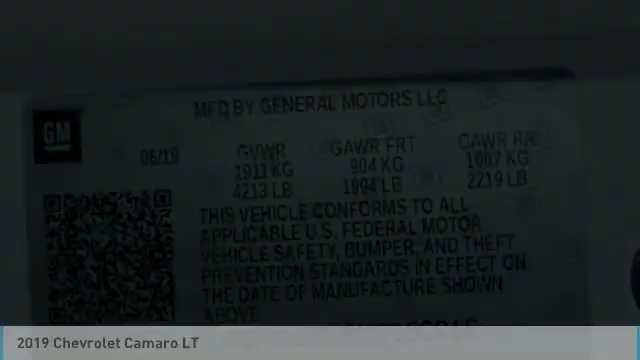 MFD BY GENERAL MOTORS LLC
GM
06/19
GVWR GAWR FRT GAWR RR
1911 KG 904 KG 1007 KG
4213 LB 1994 LB 2219 LB
THIS VEHICLE CONFORMS TO ALL
APPLICABLE U.S. FEDERAL MOTOR
VEHICLE SAFETY, BUMPER, AND THEFT
PREVENTION STANDARDS IN EFFECT ON
THE DATE OF MANUFACTURE SHOWN
ABOVE.
2019 Chevrolet Camaro LT